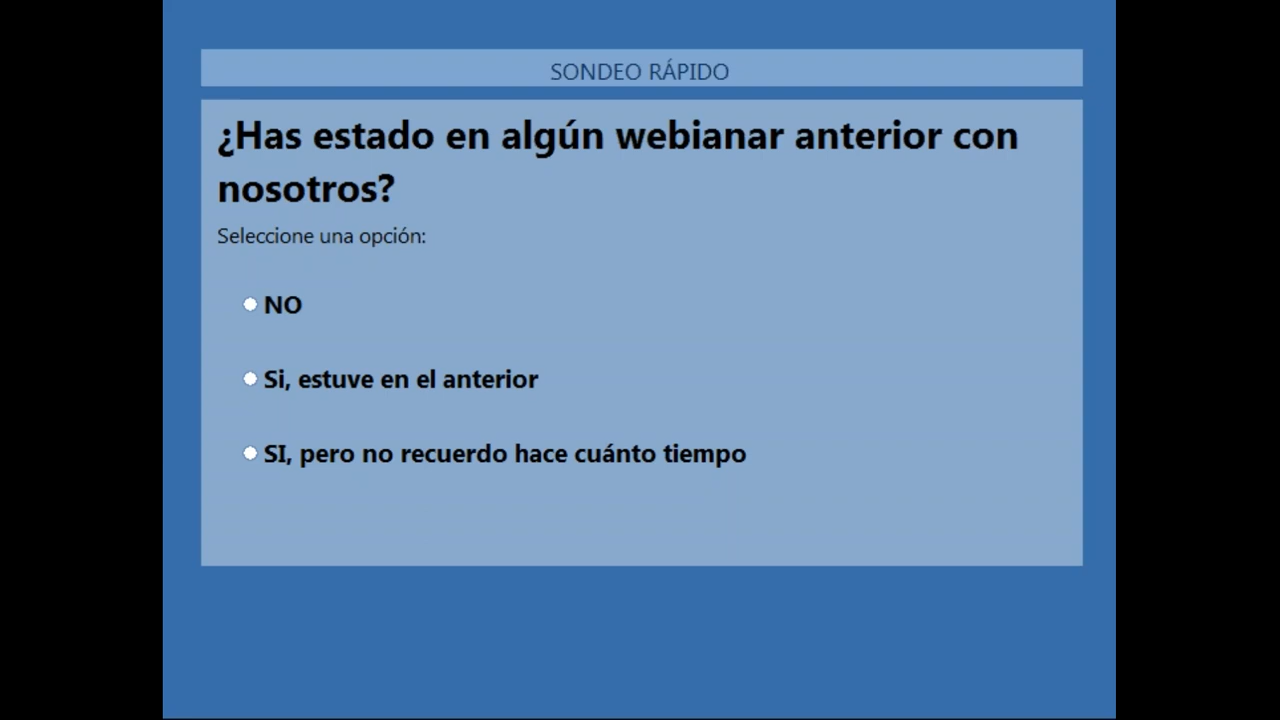 SONDEO RÁPIDO
¿Has estado en algún webianar anterior con
nosotros?
Seleccione una opción:
NO
Si, estuve en el anterior
SI, pero no recuerdo hace cuánto tiempo